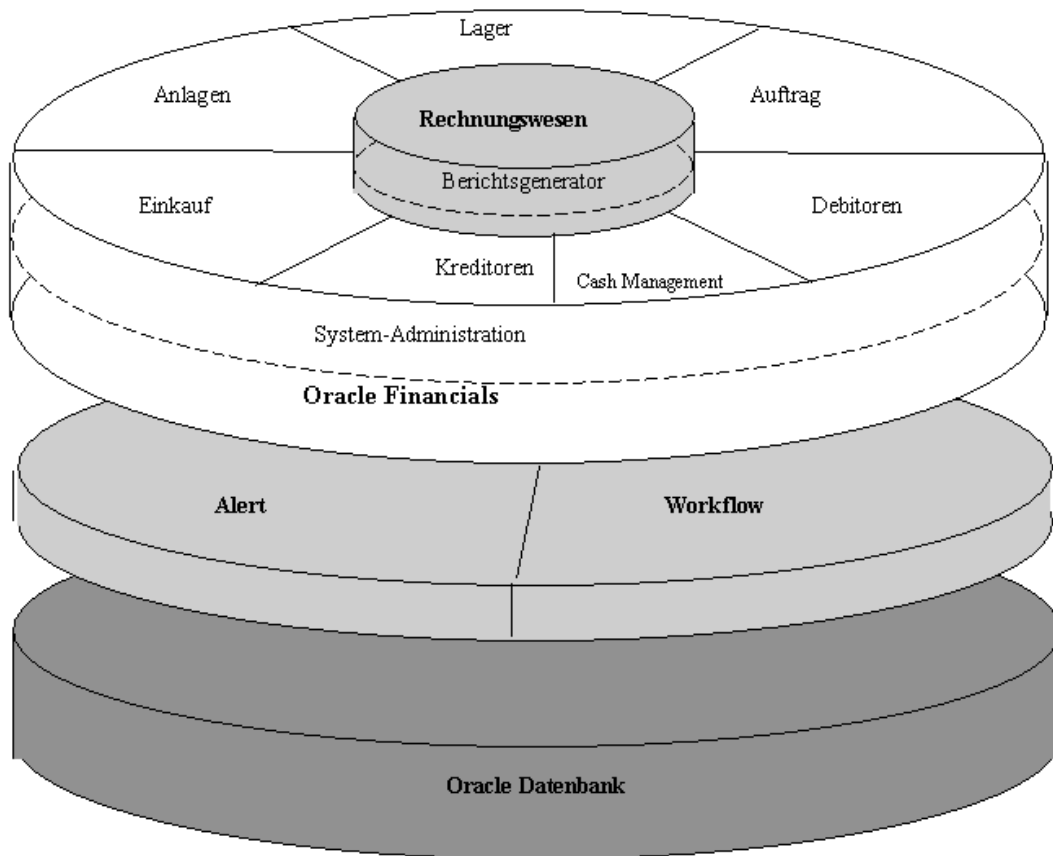 Lager
Anlagen
Auftrag
Rechnungswesen
Berichtsgenerator
Einkauf
Debitoren
Kreditoren
Cash Management
System-Administration
Oracle Financials
Alert
Workflow
Oracle Datenbank